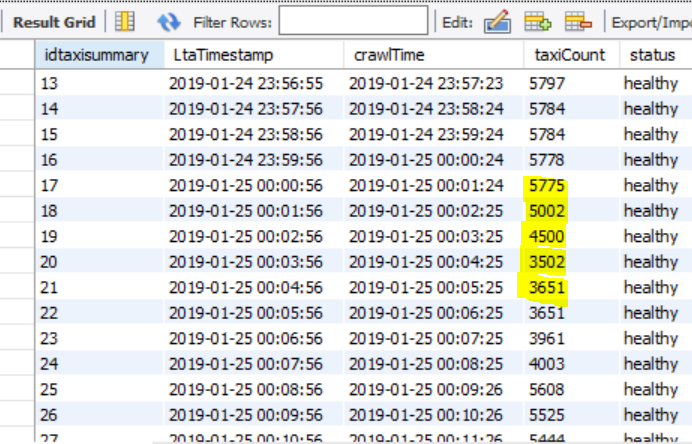 Result Grid Filter Rows: Edit: Export/Impo
idtaxisummary LtaTimestamp crawlTime taxiCount status
13 2019-01-24 23:56:55 2019-01-24 23:57:23 5797 healthy
14 2019-01-24 23:57:56 2019-01-24 23:58:24 5784 healthy
15 2019-01-24 23:58:56 2019-01-24 23:59:24 5784 healthy
16 2019-01-24 23:59:56 2019-01-25 00:00:24 5778 healthy
17 2019-01-25 00:00:56 2019-01-25 00:01:24 5775 healthy
18 2019-01-25 00:01:56 2019-01-25 00:02:25 5002 healthy
19 2019-01-25 00:02:56 2019-01-25 00:03:25 4500 healthy
20 2019-01-25 00:03:56 2019-01-25 00:04:25 3502 healthy
21 2019-01-25 00:04:56 2019-01-25 00:05:25 3651 healthy
22 2019-01-25 00:05:56 2019-01-25 00:06:25 3651 healthy
23 2019-01-25 00:06:56 2019-01-25 00:07:25 3961 healthy
24 2019-01-25 00:07:56 2019-01-25 00:08:25 4003 healthy
25 2019-01-25 00:08:56 2019-01-25 00:09:26 5608 healthy
26 2019-01-25 00:09:56 2019-01-25 00:10:26 5525 healthy
27 2019-01-25 00:10:56 2019-01-25 00:11:26 5444 healthy